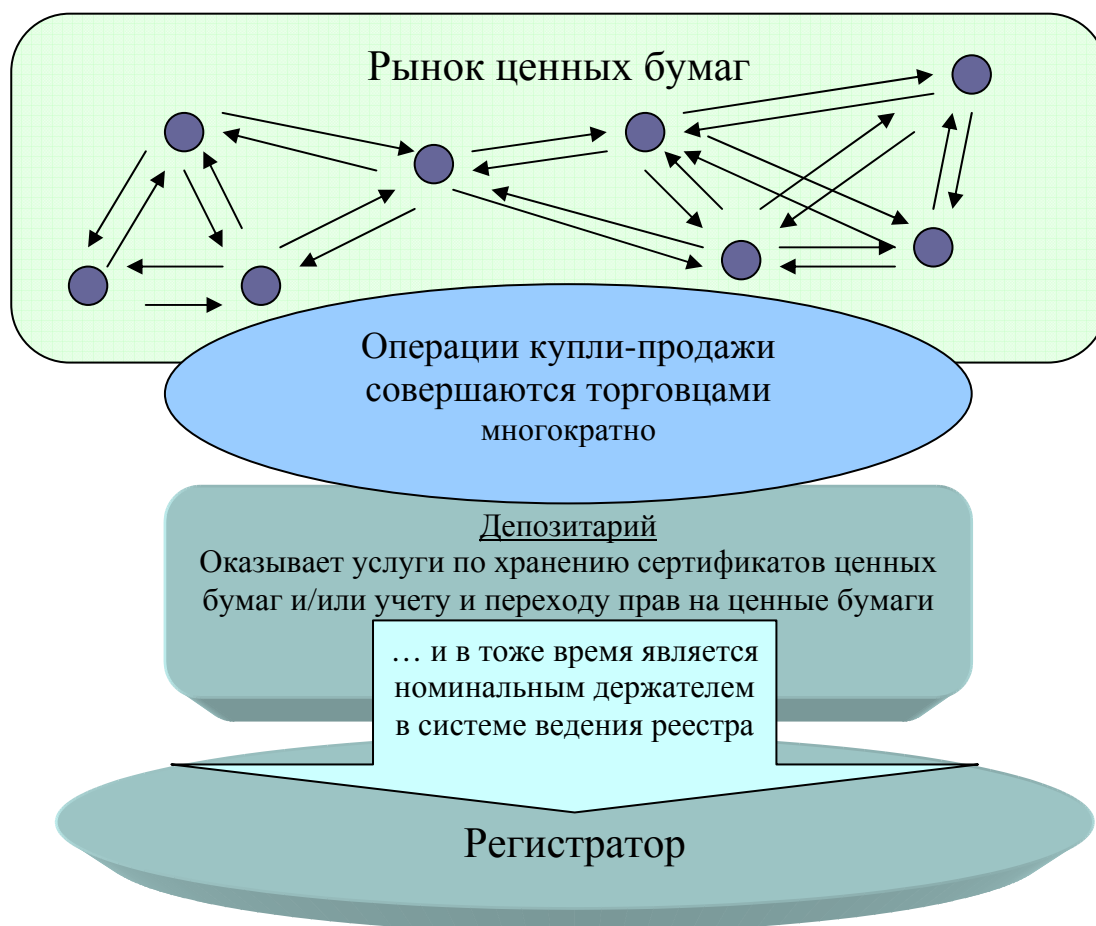 Рынок ценных бумаг
Операции купли-продажи
совершаются торговцами
многократно
Депозитарий
Оказывает услуги по хранению сертификатов ценных
бумаг и/или учету и переходу прав на ценные бумаги
… и в тоже время является
номинальным держателем
в системе ведения реестра
Регистратор